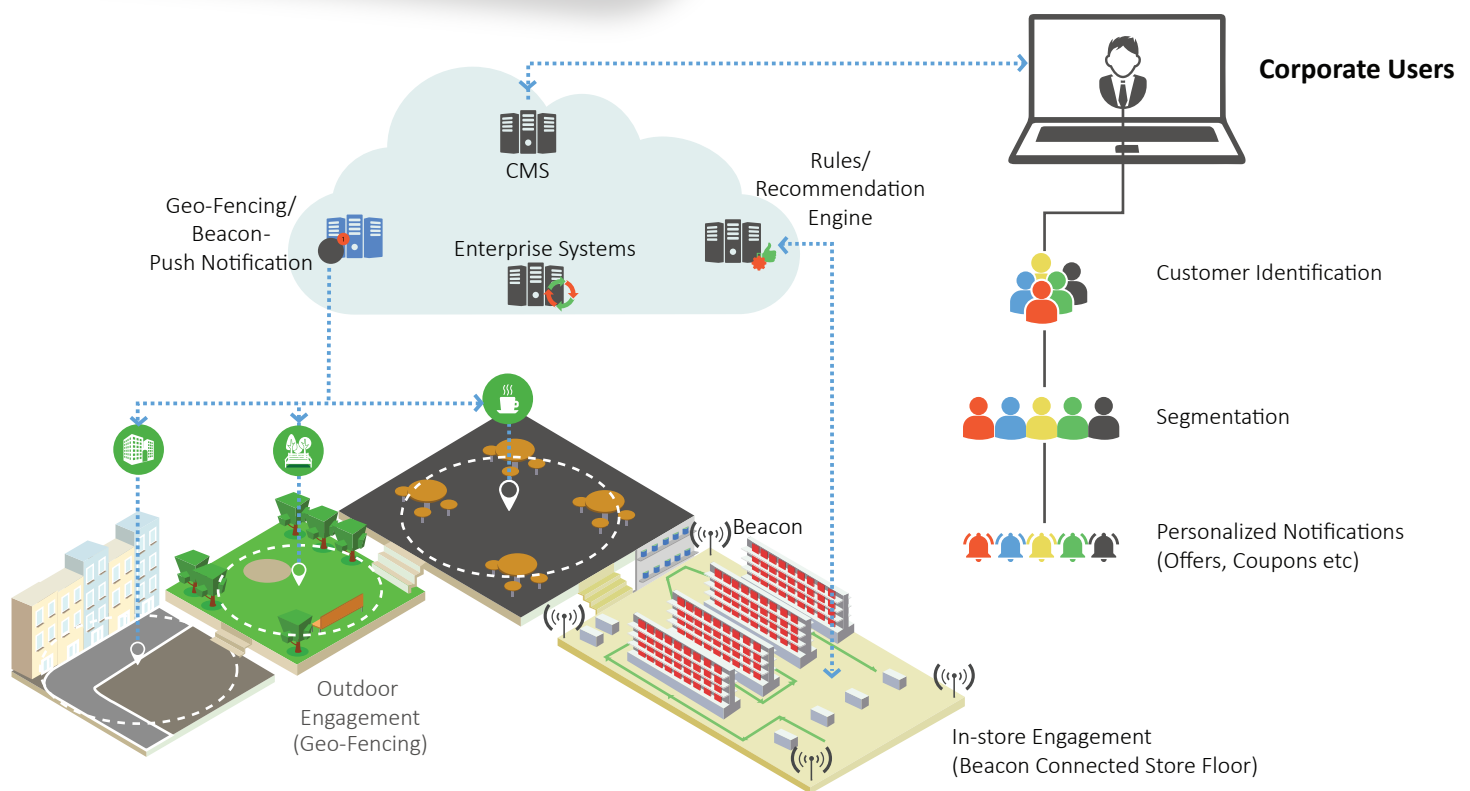 Corporate Users
CMS
Rules/
Recommendation
Engine
Geo-Fencing/
Beacon-
Push Notification
1
Enterprise Systems
Customer Identification
Segmentation
Personalized Notifications
(Offers, Coupons etc)
Beacon
Outdoor
Engagement
(Geo-Fencing)
In-store Engagement
(Beacon Connected Store Floor)